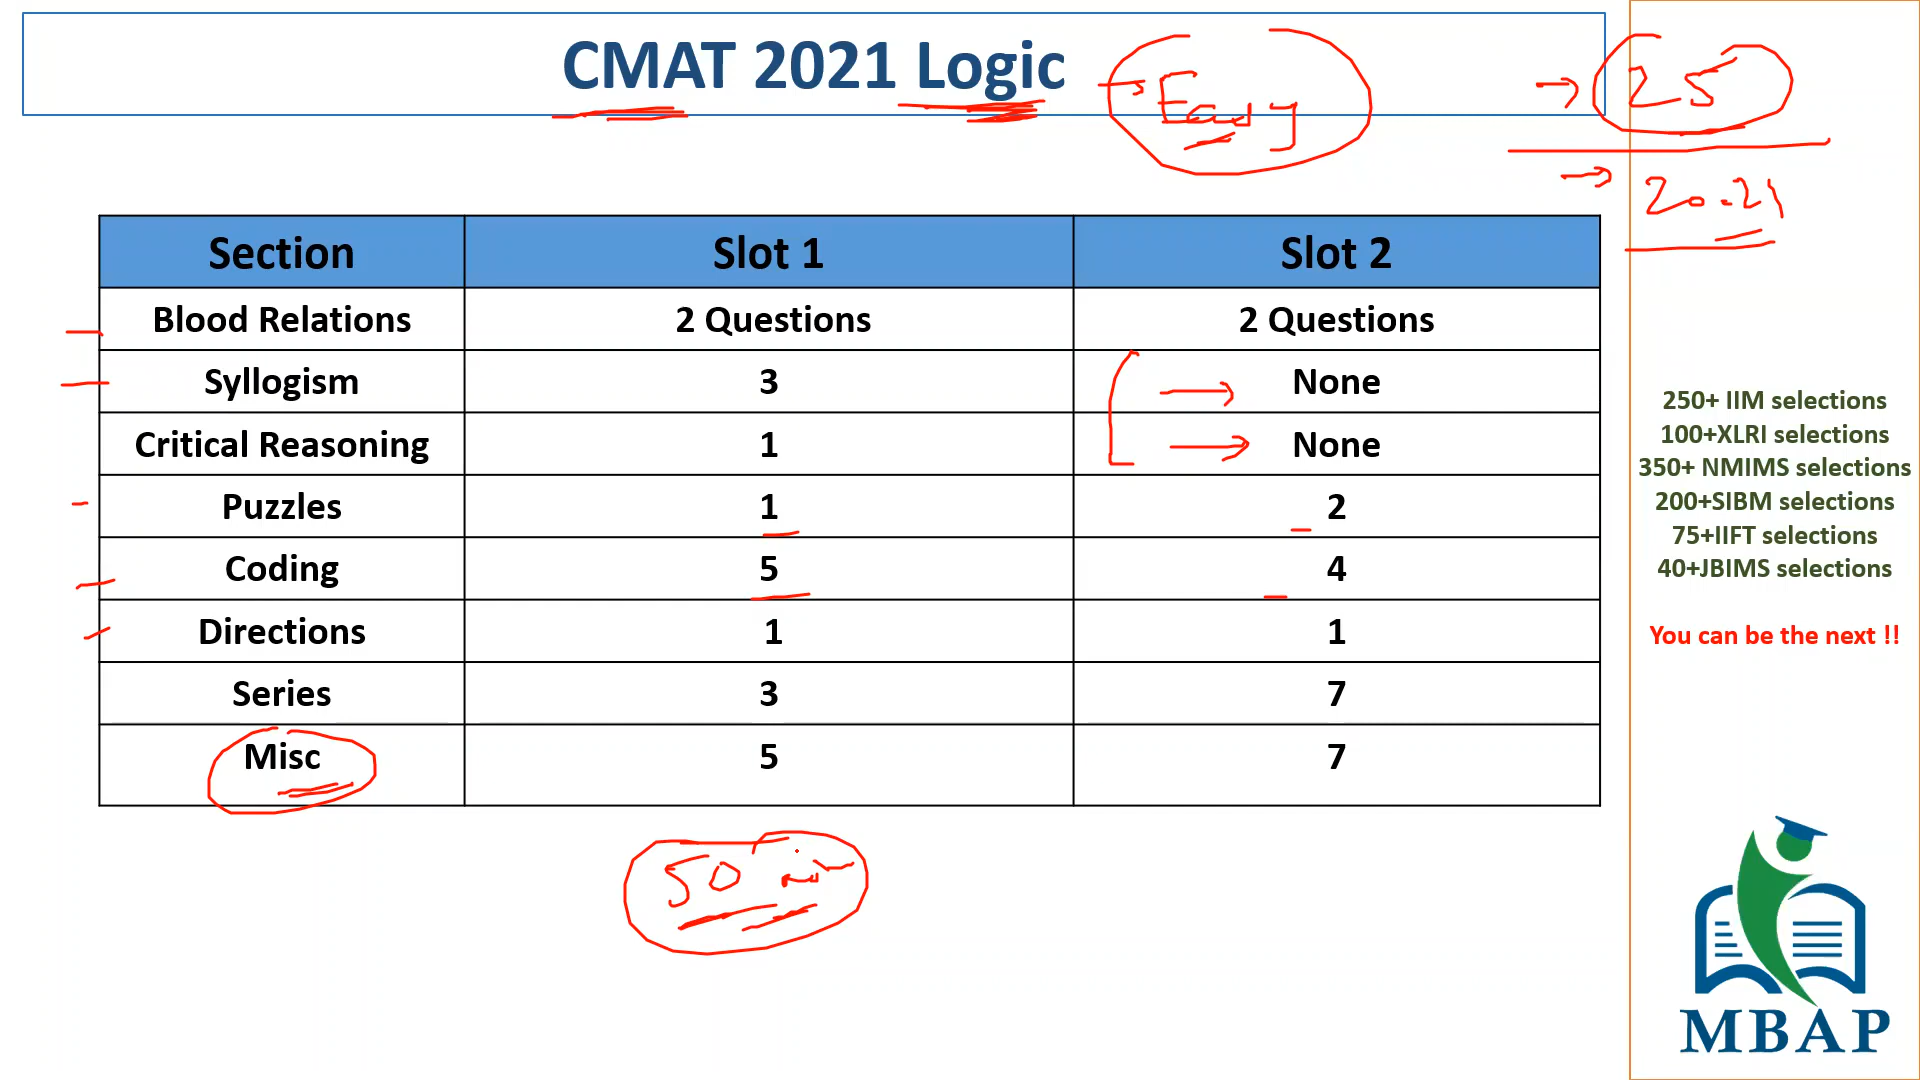 CMAT 2021 Logic
Easy
25
20-21
Section Slot 1 Slot 2
Blood Relations 2 Questions 2 Questions
Syllogism 3 None
Critical Reasoning 1 None
Puzzles 1 2
Coding 5 4
Directions 1 1
Series 3 7
Misc 5 7
50 min
250+ IIM selections
100+XLRI selections
350+ NMIMS selections
200+SIBM selections
75+IIFT selections
40+JBIMS selections
You can be the next !!
MBAP